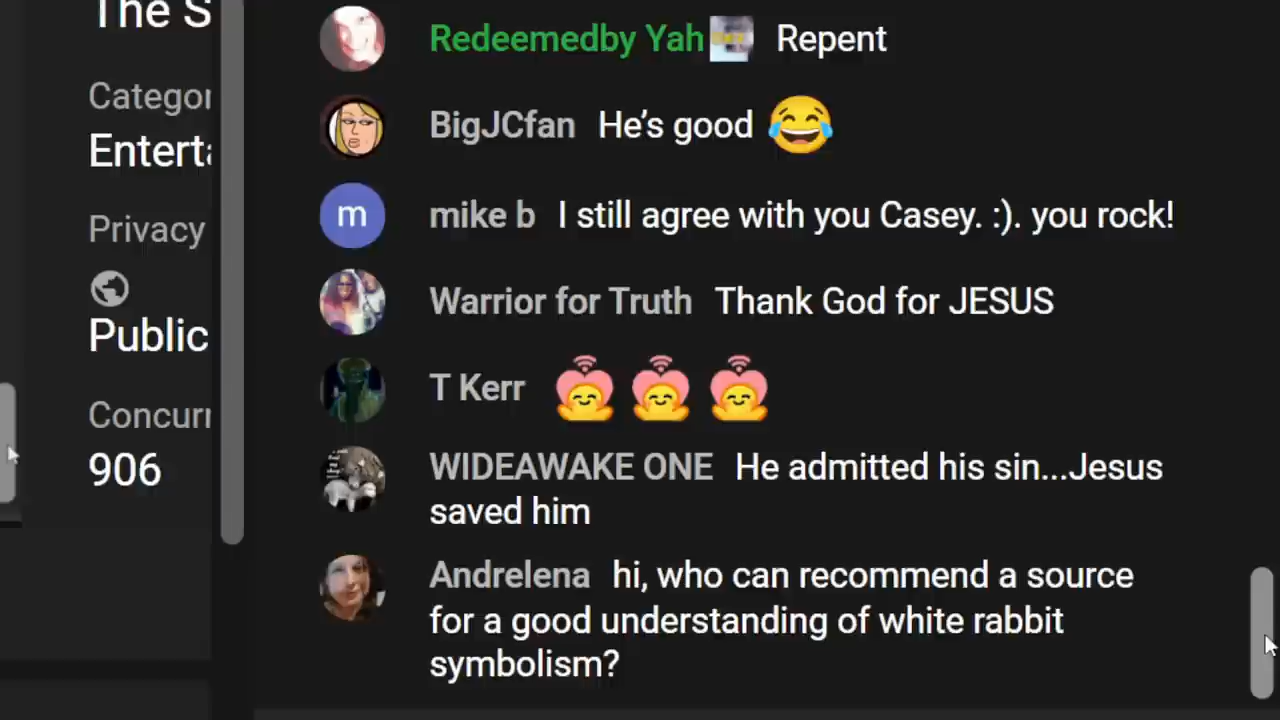 The S
Categor
Enterta
Privacy
Public
Concurr
906
Redeemedby Yah Repent
BigJCfan He’s good 😂
m mike b I still agree with you Casey. :). you rock!
Warrior for Truth Thank God for JESUS
T Kerr
WIDEAWAKE ONE He admitted his sin...Jesus
saved him
Andrelena hi, who can recommend a source
for a good understanding of white rabbit
symbolism?